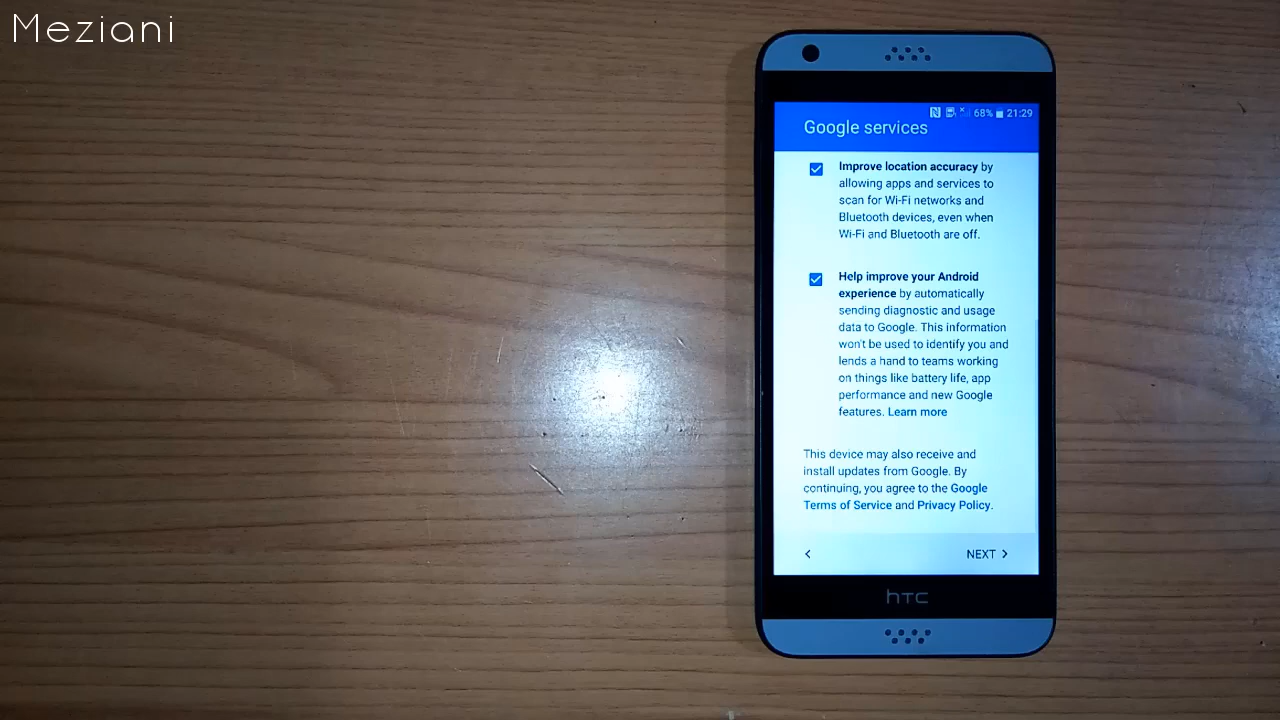 Meziani
68% 21:29
Google services
Improve location accuracy by
allowing apps and services to
scan for Wi-Fi networks and
Bluetooth devices, even when
Wi-Fi and Bluetooth are off.
Help improve your Android
experience by automatically
sending diagnostic and usage
data to Google. This information
won't be used to identify you and
lends a hand to teams working
on things like battery life, app
performance and new Google
features. Learn more
This device may also receive and
install updates from Google. By
continuing, you agree to the Google
Terms of Service and Privacy Policy.
NEXT
hTC